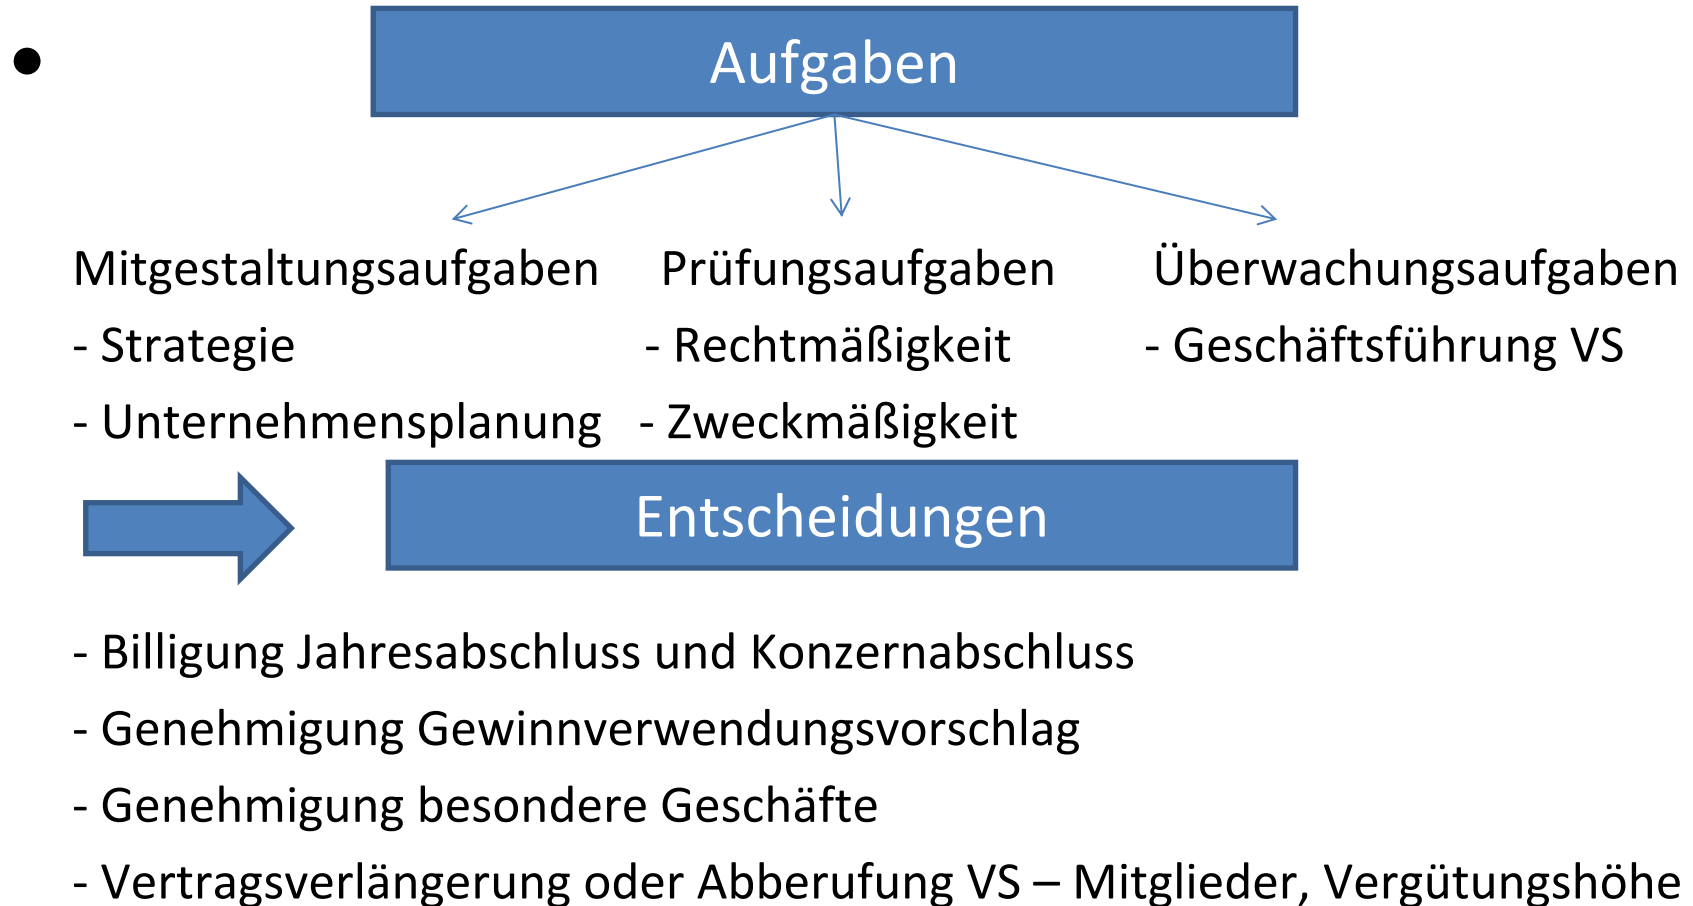 • Aufgaben
Mitgestaltungsaufgaben Prüfungsaufgaben Überwachungsaufgaben
- Strategie - Rechtmäßigkeit - Geschäftsführung VS
- Unternehmensplanung - Zweckmäßigkeit
Entscheidungen
- Billigung Jahresabschluss und Konzernabschluss
- Genehmigung Gewinnverwendungsvorschlag
- Genehmigung besondere Geschäfte
- Vertragsverlängerung oder Abberufung VS – Mitglieder, Vergütungshöhe